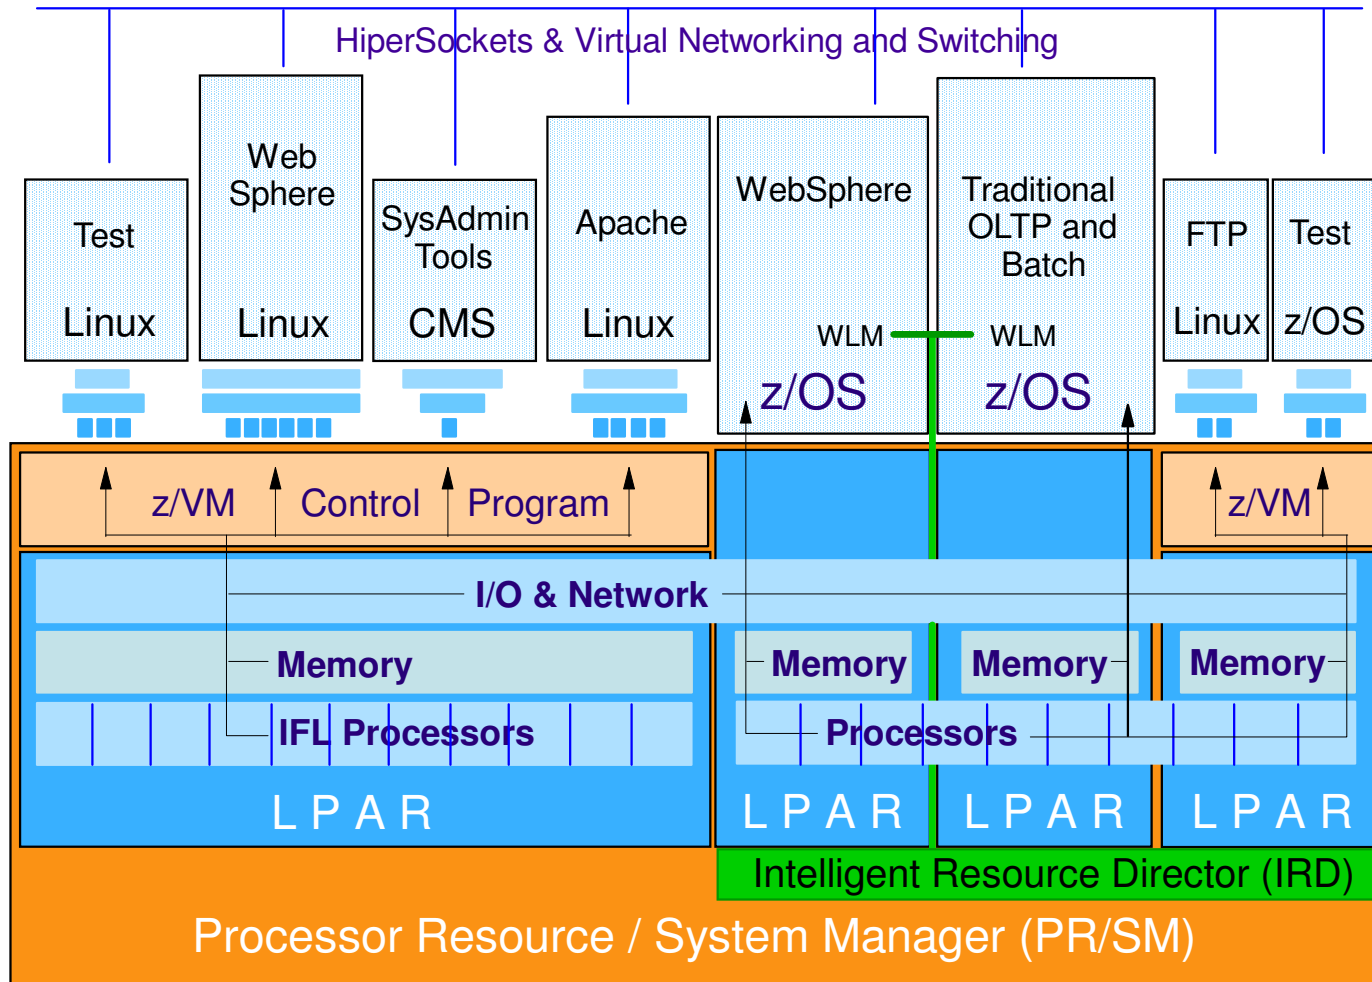 HiperSockets & Virtual Networking and Switching
Test
Linux
Web
Sphere
Linux
SysAdmin
Tools
CMS
Apache
Linux
WebSphere
WLM
z/OS
Traditional
OLTP and
Batch
WLM
z/OS
FTP
Linux
Test
z/OS
z/VM Control Program
z/VM
I/O & Network
Memory
Memory
Memory
Memory
IFL Processors
Processors
L P A R
L P A R
L P A R
L P A R
Intelligent Resource Director (IRD)
Processor Resource / System Manager (PR/SM)